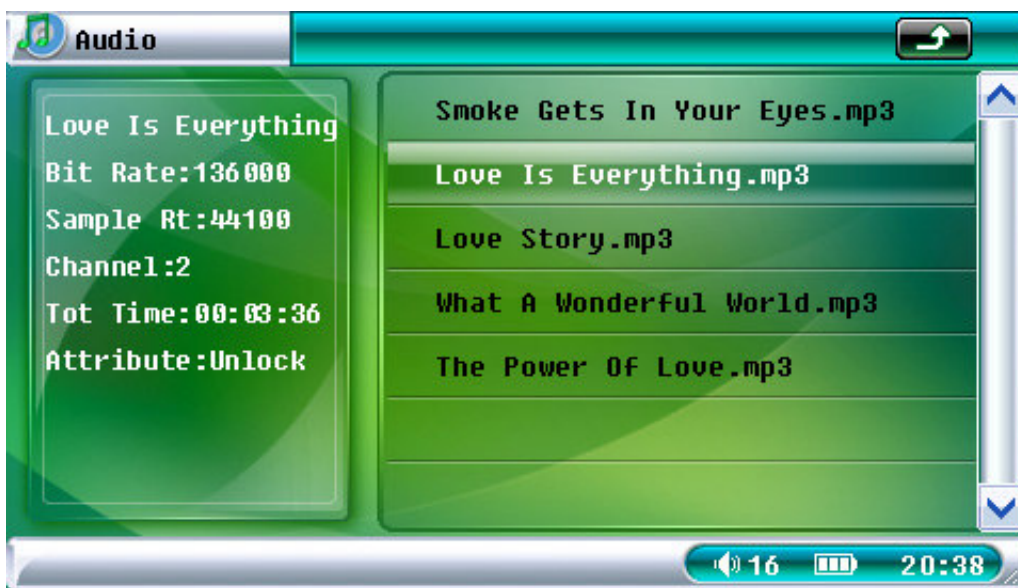 Audio
Love Is Everything
Bit Rate:136000
Sample Rt:44100
Channel:2
Tot Time:00:03:36
Attribute:Unlock
Smoke Gets In Your Eyes.mp3
Love Is Everything.mp3
Love Story.mp3
What A Wonderful World.mp3
The Power Of Love.mp3
16 20:38